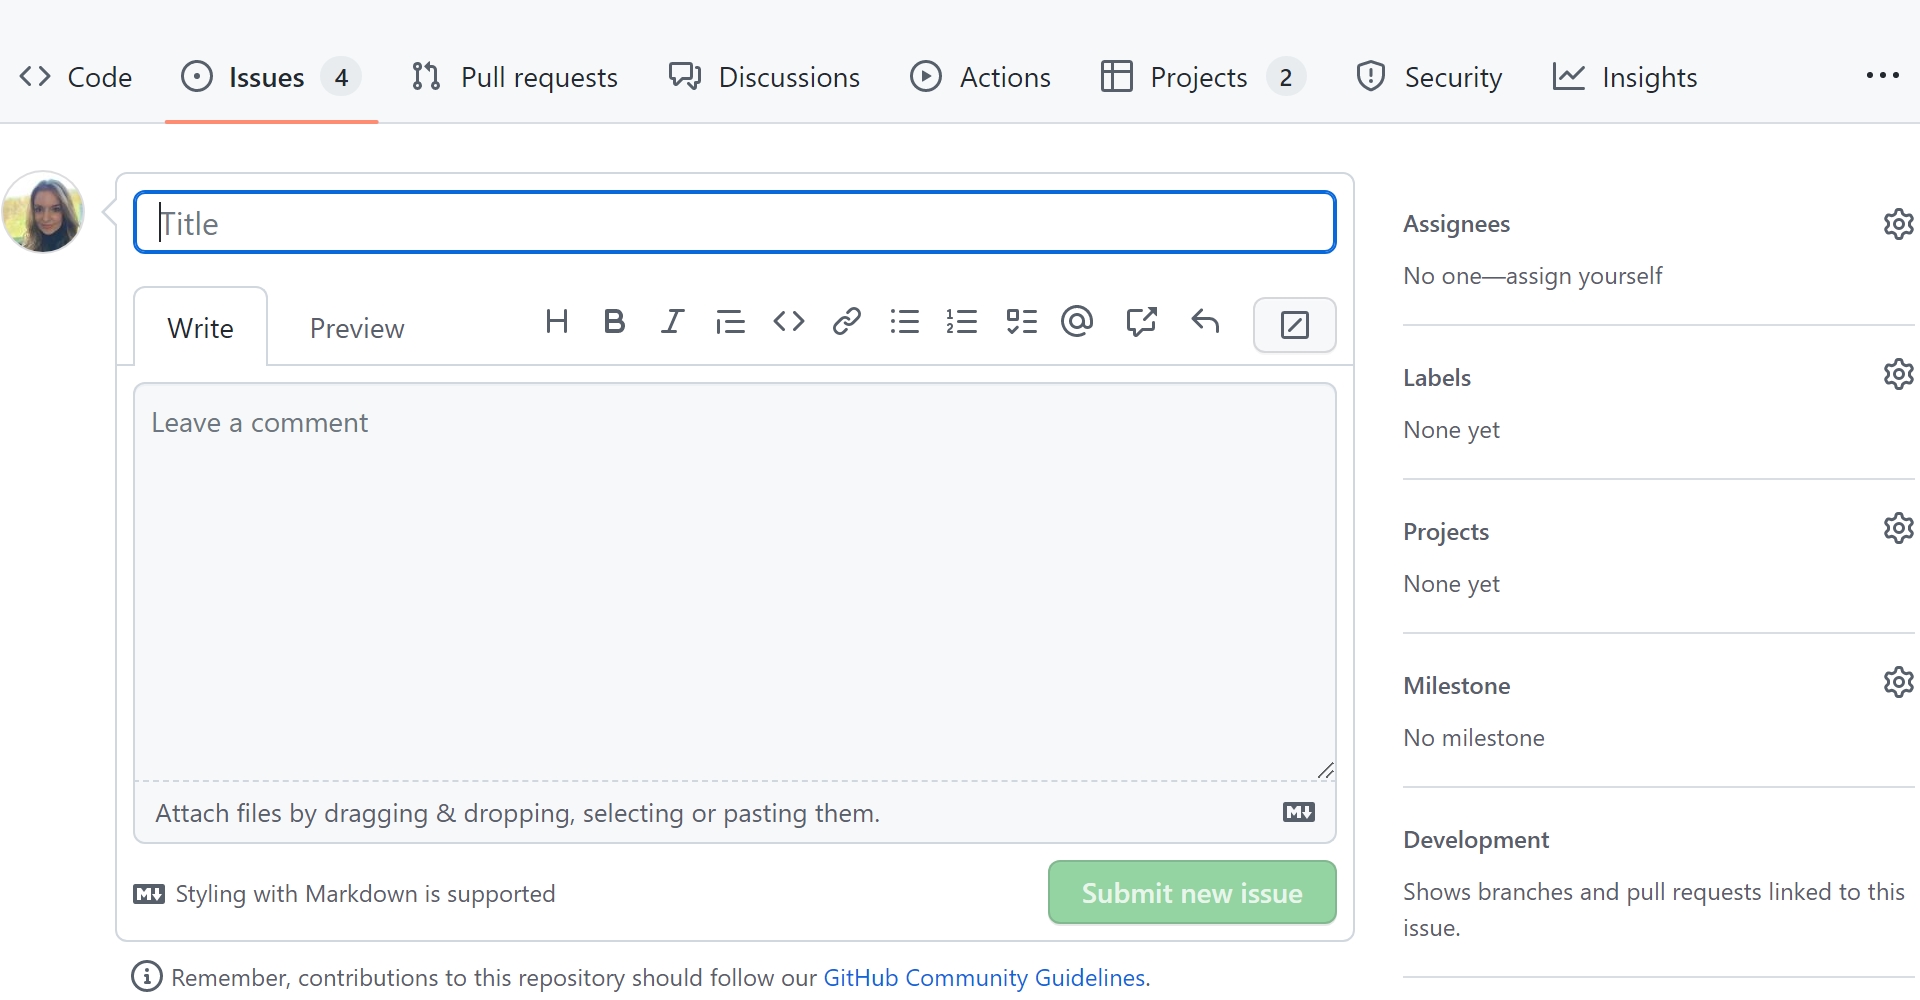 Code Issues 4 Pull requests Discussions Actions Projects 2 Security Insights
Title
Write Preview
Leave a comment
Attach files by dragging & dropping, selecting or pasting them.
Styling with Markdown is supported
Submit new issue
Remember, contributions to this repository should follow our GitHub Community Guidelines.
Assignees
No one—assign yourself
Labels
None yet
Projects
None yet
Milestone
No milestone
Development
Shows branches and pull requests linked to this
issue.